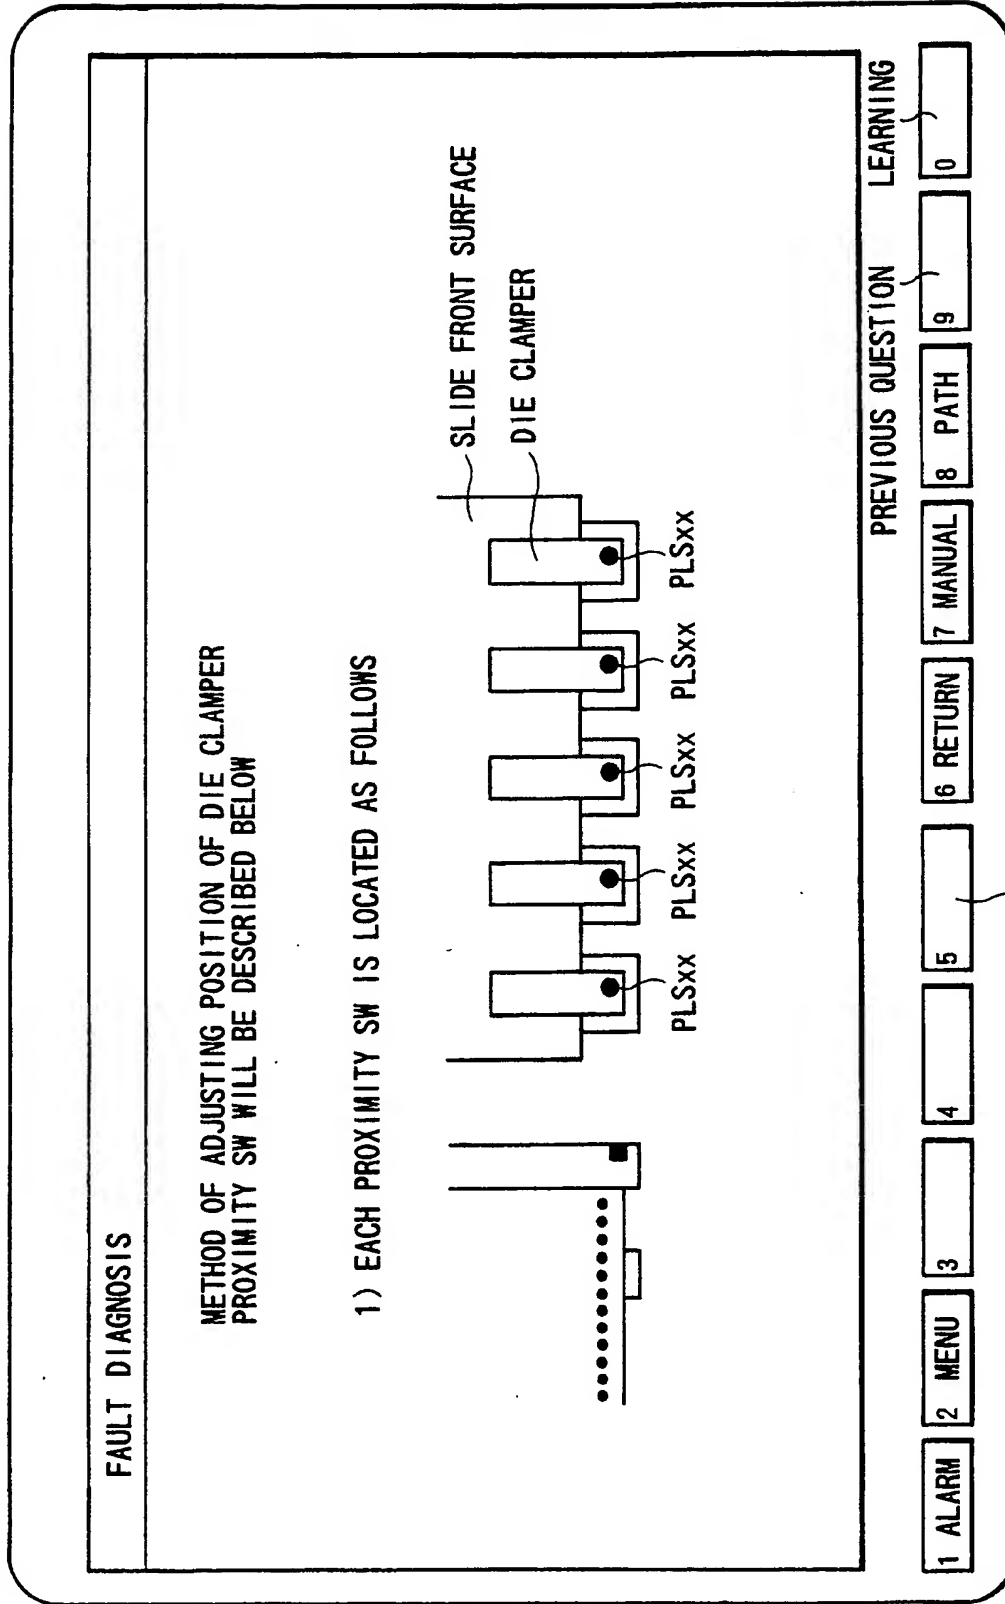 FAULT DIAGNOSIS
METHOD OF ADJUSTING POSITION OF DIE CLAMPER
PROXIMITY SW WILL BE DESCRIBED BELOW
1) EACH PROXIMITY SW IS LOCATED AS FOLLOWS
SLIDE FRONT SURFACE
DIE CLAMPER
PLSxx PLSxx PLSxx PLSxx PLSxx
PREVIOUS QUESTION LEARNING
1 ALARM 2 MENU 3 4 5 6 RETURN 7 MANUAL 8 PATH 9 0